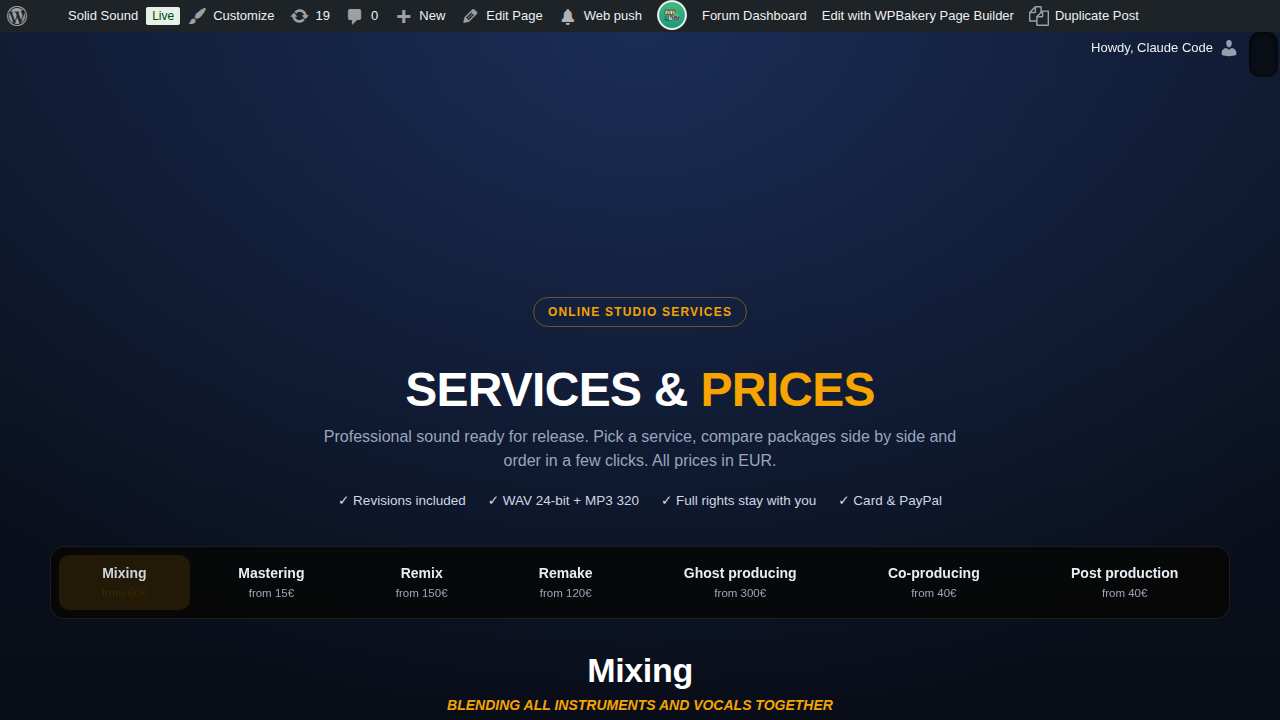 Solid Sound Live Customize 19 0 New Edit Page Web push Forum Dashboard Edit with WPBakery Page Builder Duplicate Post
Howdy, Claude Code
ONLINE STUDIO SERVICES
SERVICES & PRICES
Professional sound ready for release. Pick a service, compare packages side by side and
order in a few clicks. All prices in EUR.
✓ Revisions included ✓ WAV 24-bit + MP3 320 ✓ Full rights stay with you ✓ Card & PayPal
Mixing Mastering Remix Remake Ghost producing Co-producing Post production
from 15€ from 150€ from 120€ from 300€ from 40€ from 40€
Mixing
BLENDING ALL INSTRUMENTS AND VOCALS TOGETHER